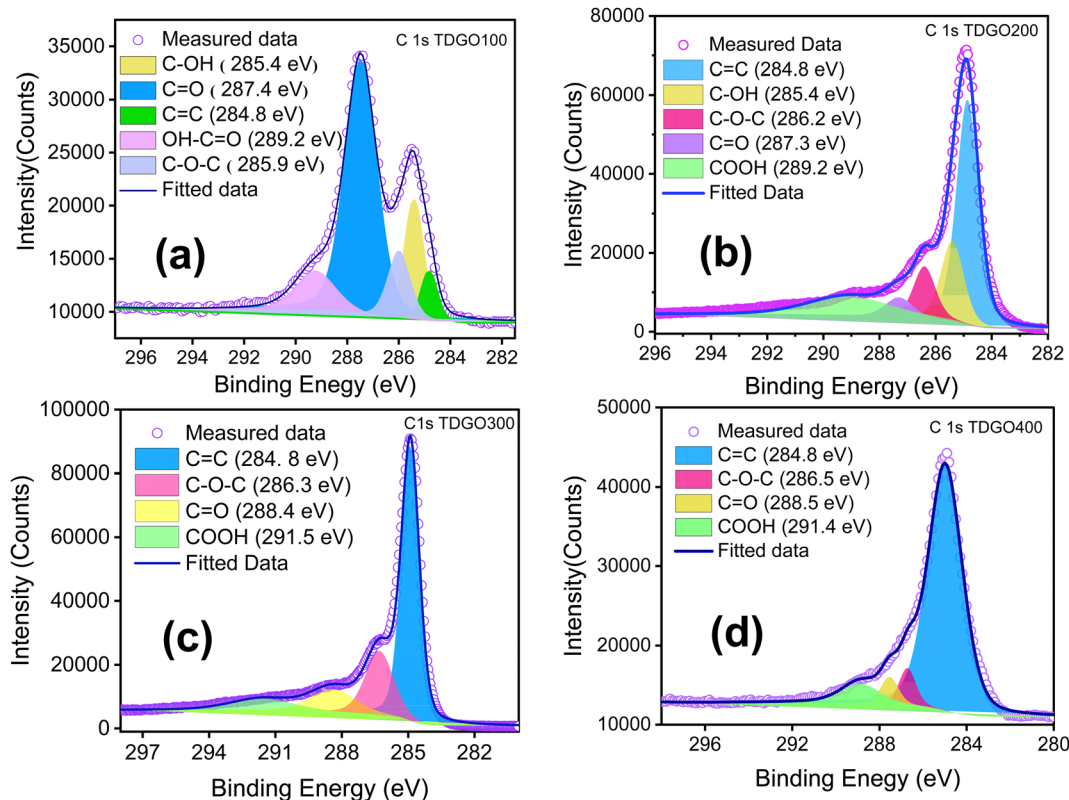 C 1s TDGO100
Measured data
C-OH ( 285.4 eV)
C=O ( 287.4 eV)
C=C (284.8 eV)
OH-C=O (289.2 eV)
C-O-C ( 285.9 eV)
Fitted data
(a)
35000
30000
25000
20000
15000
10000
Intensity(Counts)
296 294 292 290 288 286 284 282
Binding Enegy (eV)
C 1s TDGO200
Measured Data
C=C (284.8 eV)
C-OH (285.4 eV)
C-O-C (286.2 eV)
C=O (287.3 eV)
COOH (289.2 eV)
Fitted Data
(b)
80000
60000
40000
20000
0
Intensity (Counts)
296 294 292 290 288 286 284 282
Binding Enegy (eV)
C1s TDGO300
Measured data
C=C (284. 8 eV)
C-O-C (286.3 eV)
C=O (288.4 eV)
COOH (291.5 eV)
Fitted Data
(c)
100000
80000
60000
40000
20000
0
Intensity (Counts)
297 294 291 288 285 282
Binding Energy (eV)
C 1s TDGO400
Measured data
C=C (284.8 eV)
C-O-C (286.5 eV)
C=O (288.5 eV)
COOH (291.4 eV)
Fitted data
(d)
50000
40000
30000
20000
10000
Intensity(Counts)
296 292 288 284 280
Binding Energy (eV)